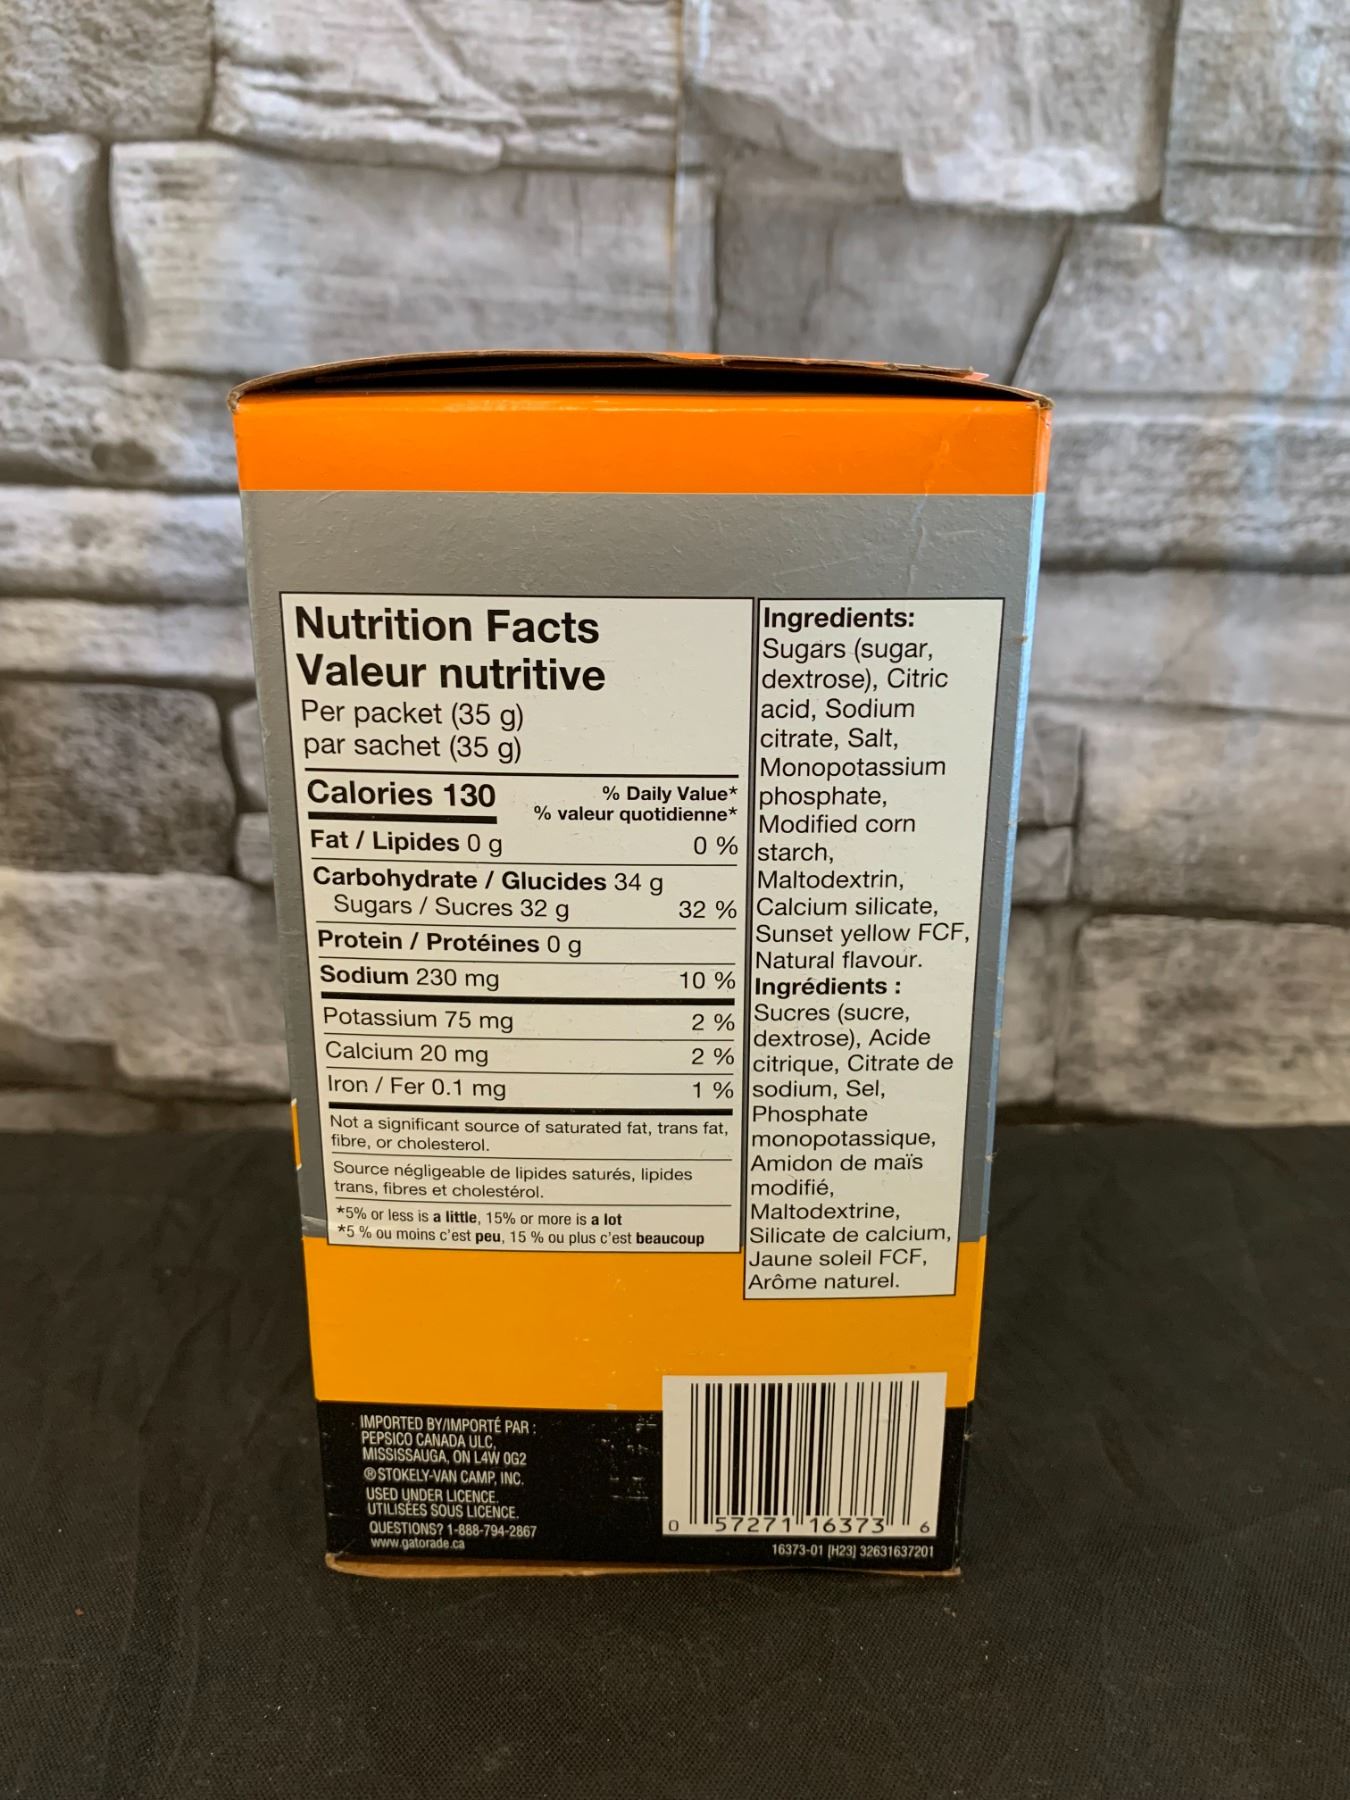 Nutrition Facts
Valeur nutritive
Per packet (35 g)
par sachet (35 g)
Calories 130
% Daily Value*
% valeur quotidienne*
Fat / Lipides 0 g 0 %
Carbohydrate / Glucides 34 g
Sugars / Sucres 32 g 32 %
Protein / Protéines 0 g
Sodium 230 mg 10 %
Potassium 75 mg 2 %
Calcium 20 mg 2 %
Iron / Fer 0.1 mg 1 %
Not a significant source of saturated fat, trans fat,
fibre, or cholesterol.
Source négligeable de lipides saturés, lipides
trans, fibres et cholestérol.
*5% or less is a little, 15% or more is a lot
*5 % ou moins c'est peu, 15 % ou plus c'est beaucoup
Ingredients:
Sugars (sugar,
dextrose), Citric
acid, Sodium
citrate, Salt,
Monopotassium
phosphate,
Modified corn
starch,
Maltodextrin,
Calcium silicate,
Sunset yellow FCF,
Natural flavour.
Ingrédients :
Sucres (sucre,
dextrose), Acide
citrique, Citrate de
sodium, Sel,
Phosphate
monopotassique,
Amidon de maïs
modifié,
Maltodextrine,
Silicate de calcium,
Jaune soleil FCF,
Arôme naturel.
IMPORTED BY/IMPORTÉ PAR :
PEPSICO CANADA ULC,
MISSISSAUGA, ON L4W 0G2
®STOKELY-VAN CAMP, INC.
USED UNDER LICENCE.
UTILISÉES SOUS LICENCE.
QUESTIONS? 1-888-794-2867
www.gatorade.ca
0 57271 16373 6
16373-01 [H23] 32631637201